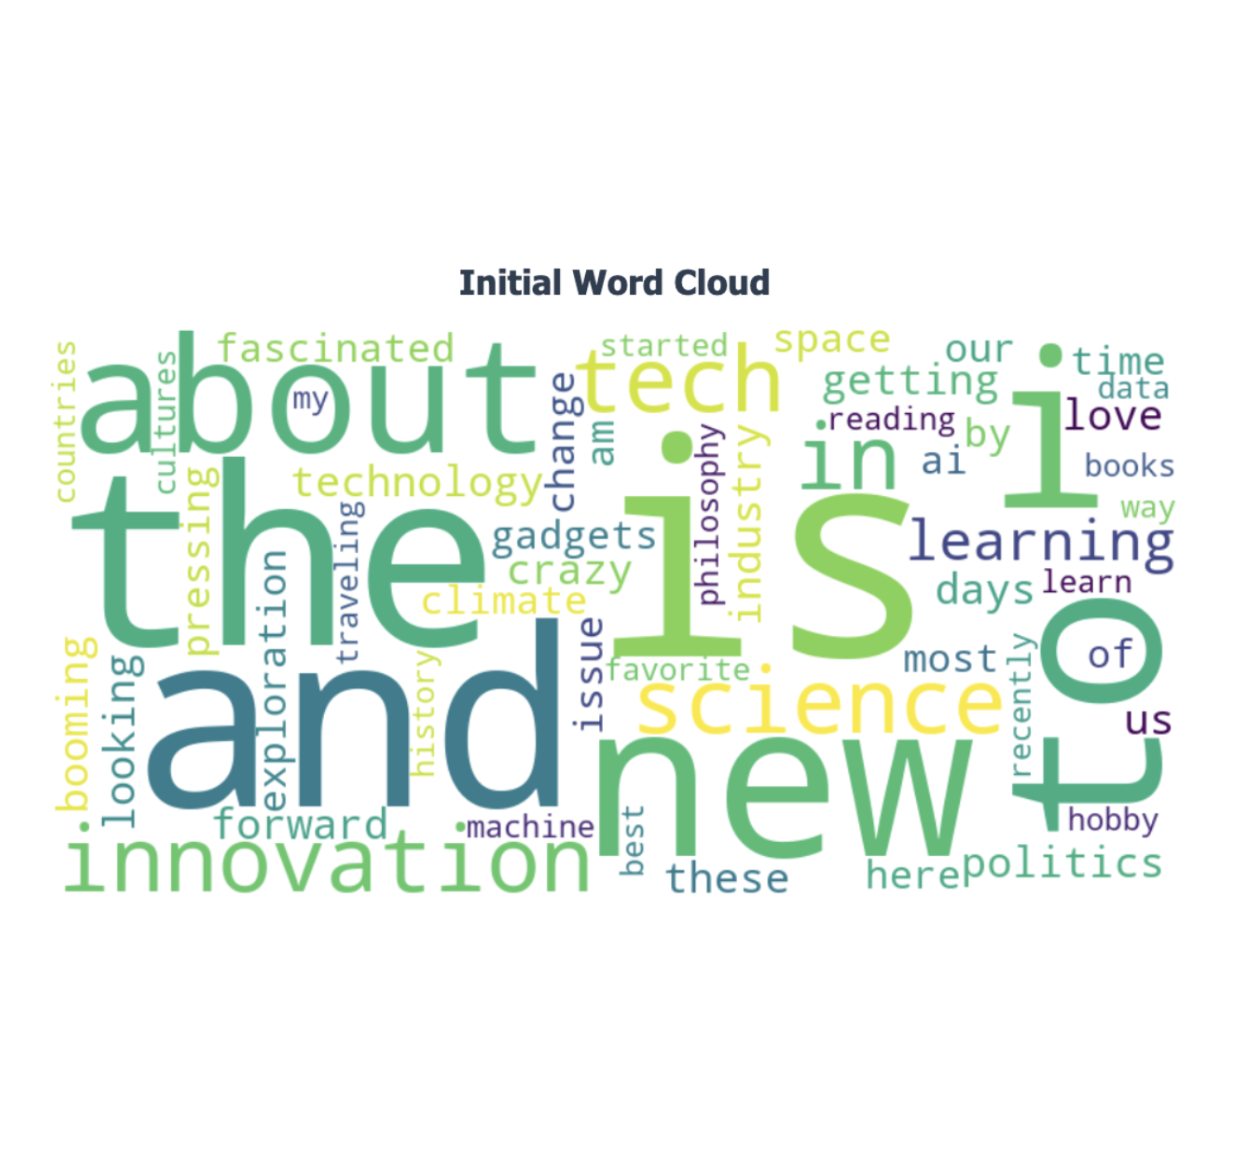 Initial Word Cloud
countries
cultures
fascinated
about
my
started
tech
space
our
getting
i
time
data
love
reading
in
by
ai
books
way
change
am
technology
the
pressing
traveling
gadgets
crazy
climate
is
philosophy
industry
learning
days
learn
to
of
most
recently
us
hobby
booming
looking
exploration
and
history
issue
favorite
science
new
forward
machine
innovation
best
these
here
politics